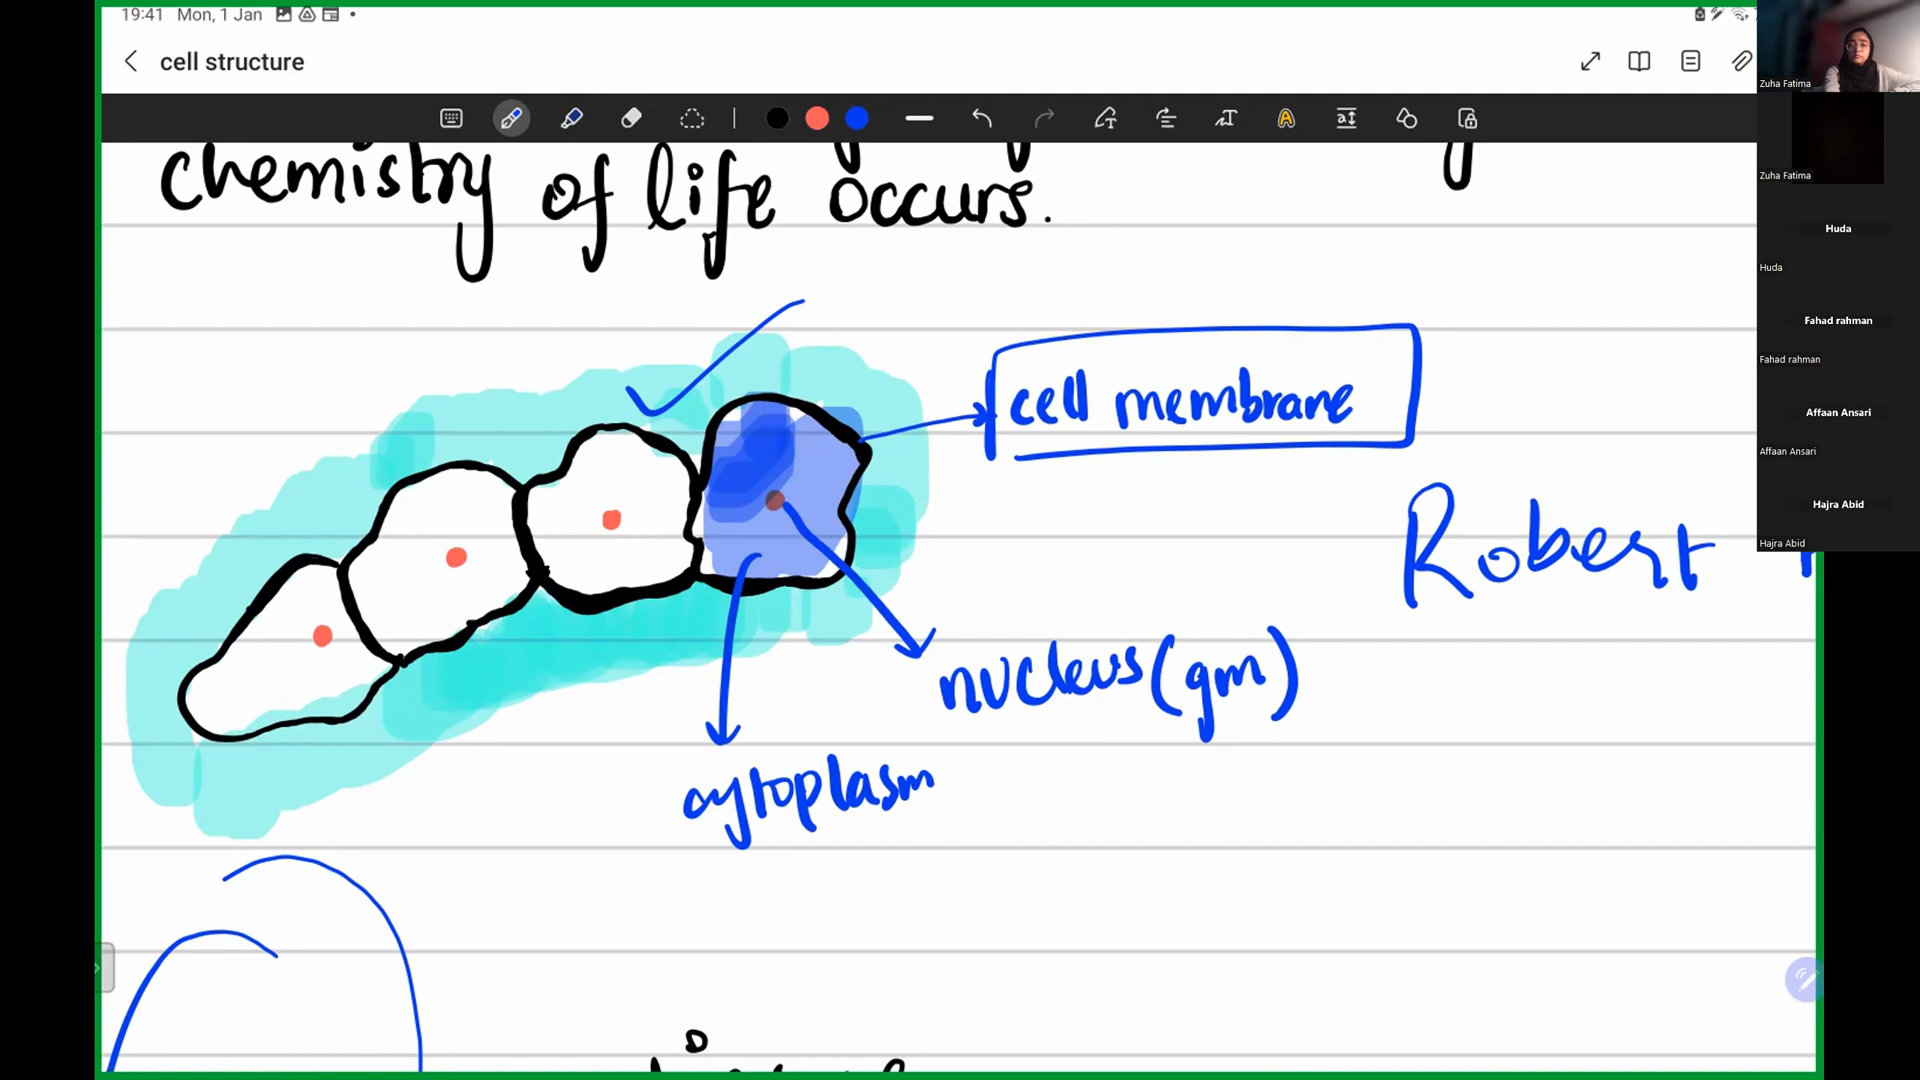 19:41 Mon, 1 Jan
cell structure
chemistry of life occurs.
cell membrane
Robert
nucleus (gm)
cytoplasm
Zuha Fatima
Zuha Fatima
Huda
Huda
Fahad rahman
Fahad rahman
Affaan Ansari
Affaan Ansari
Hajra Abid
Hajra Abid